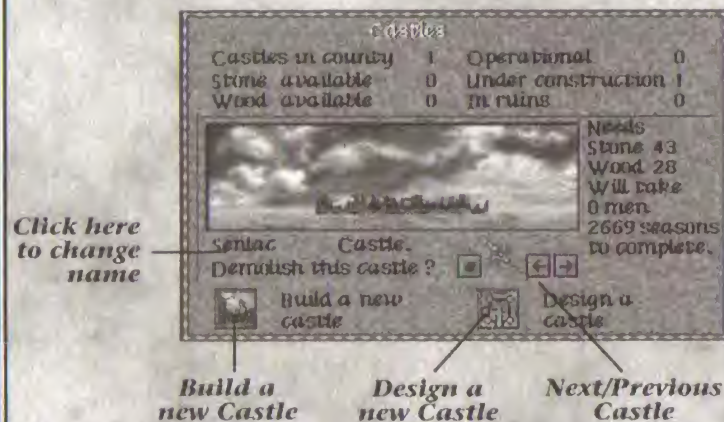 Castles
Castles in county 1 Operational 0
Stone available 0 Under construction 1
Wood available 0 In ruins 0
Needs
Stone 43
Wood 28
Will take
0 men
2669 seasons
to complete.
Click here
to change
name
Senlac Castle.
Demolish this castle?
Build a new
castle
Design a
castle
Build a
new Castle
Design a
new Castle
Next/Previous
Castle